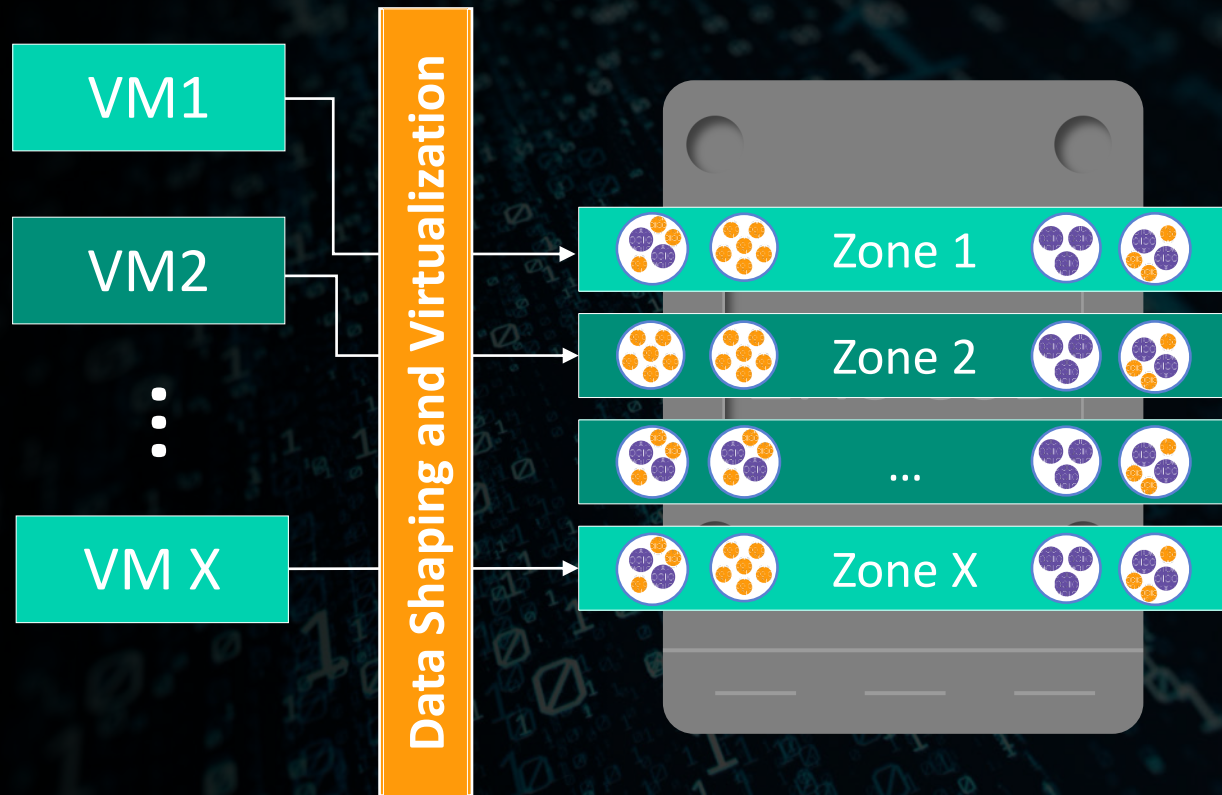 VM1
VM2
VM X
Data Shaping and Virtualization
Zone 1
Zone 2
...
Zone X